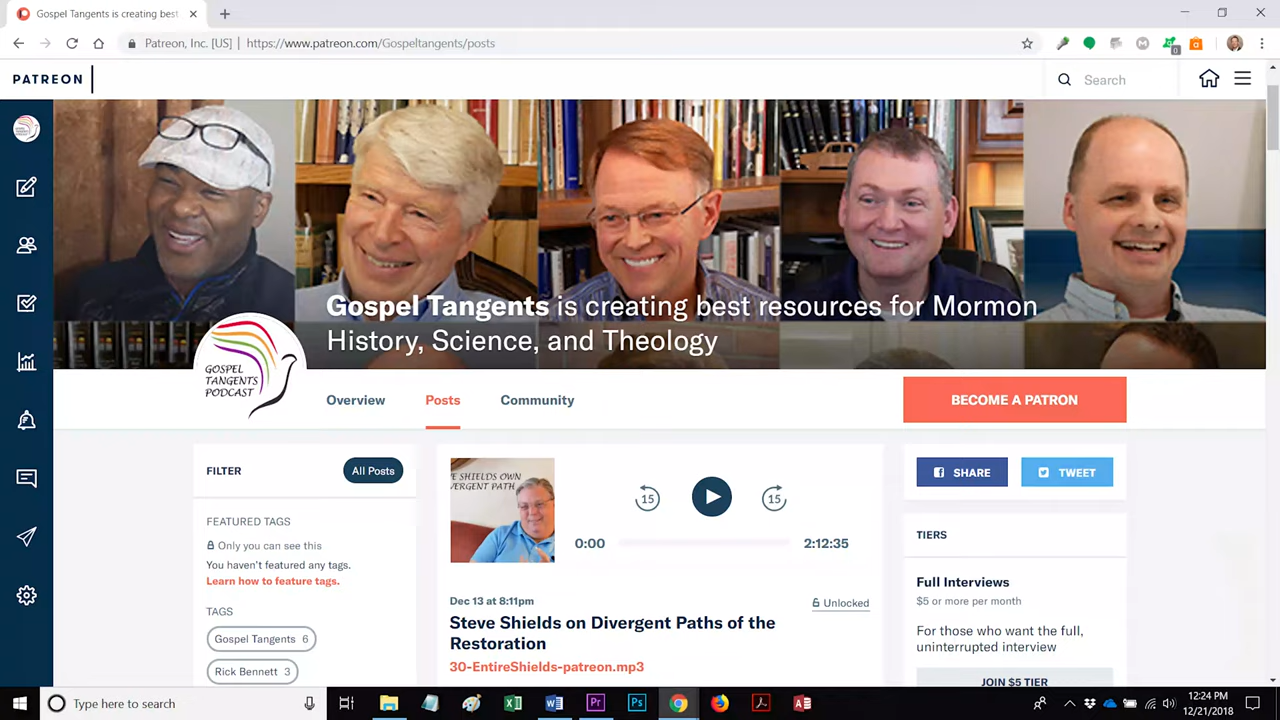 Gospel Tangents is creating best
Patreon, Inc. [US]
https://www.patreon.com/Gospeltangents/posts
0
PATREON
Search
Gospel Tangents is creating best resources for Mormon
History, Science, and Theology
GOSPEL
TANGENTS
PODCAST
Overview
Posts
Community
BECOME A PATRON
FILTER
All Posts
FEATURED TAGS
Only you can see this
You haven't featured any tags.
Learn how to feature tags.
TAGS
Gospel Tangents 6
Rick Bennett 3
E SHIELDS OWN
VERGENT PATH
15
15
0:00
2:12:35
Dec 13 at 8:11pm
Unlocked
Steve Shields on Divergent Paths of the
Restoration
30-EntireShields-patreon.mp3
SHARE
TWEET
TIERS
Full Interviews
$5 or more per month
For those who want the full,
uninterrupted interview
JOIN $5 TIER
Type here to search
Pr
Ps
12:24 PM
12/21/2018